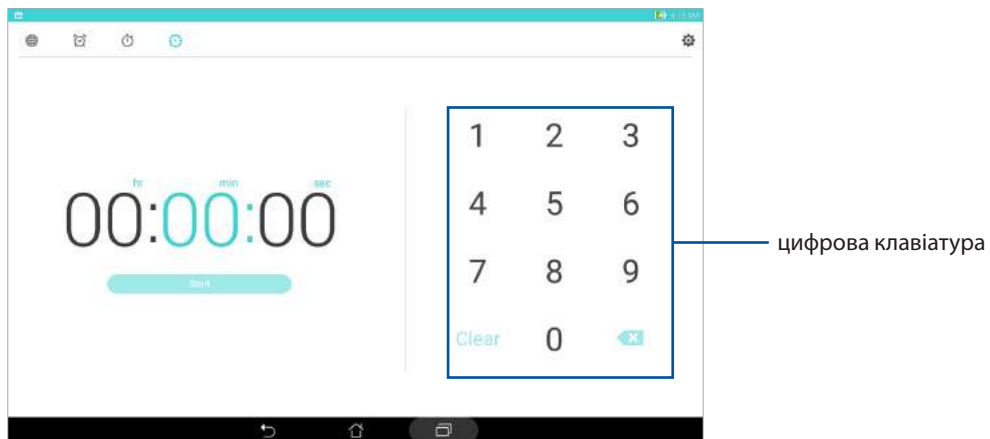 hr min sec
00:00:00
Start
1 2 3
4 5 6
7 8 9
Clear 0
цифрова клавіатура